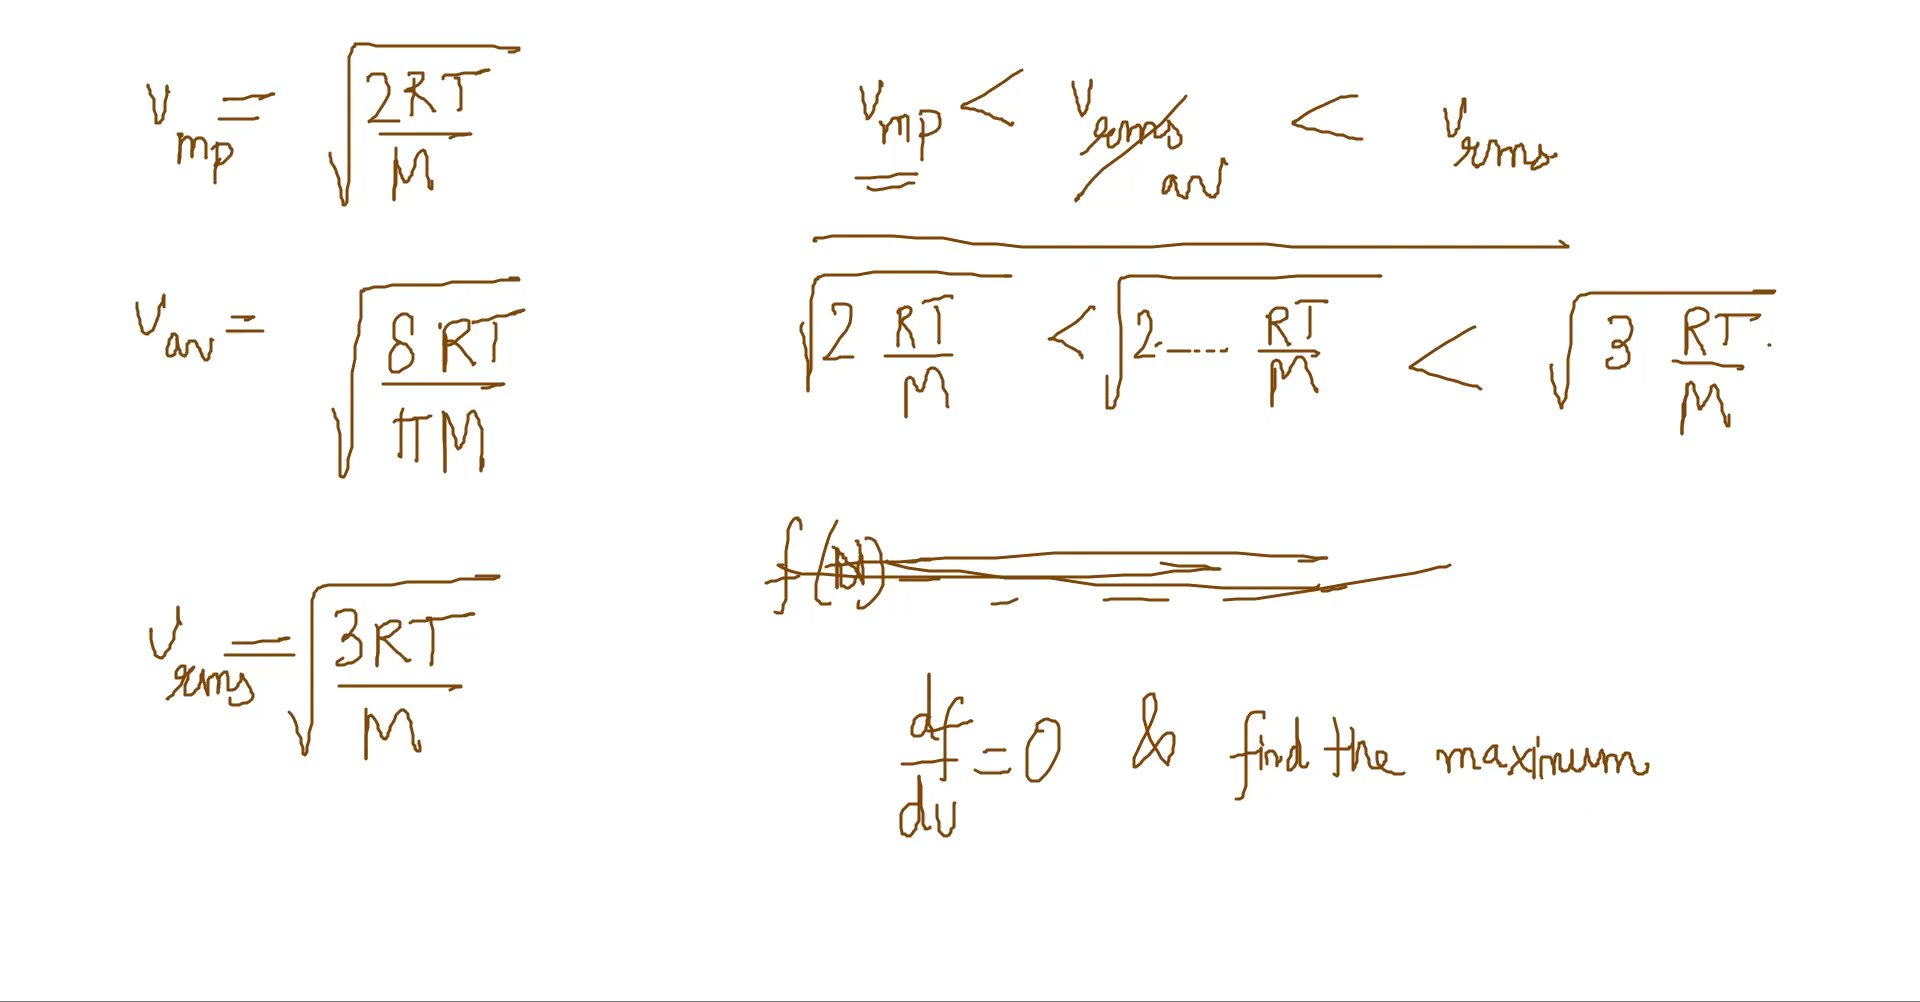 v_mp = √(2RT/M)
v_av = √(8RT/πM)
v_rms = √(3RT/M)
v_mp < v_av < v_rms
√(2 RT/M) < √(2..... RT/M) < √(3 RT/M)
df/dv = 0 & find the maximum